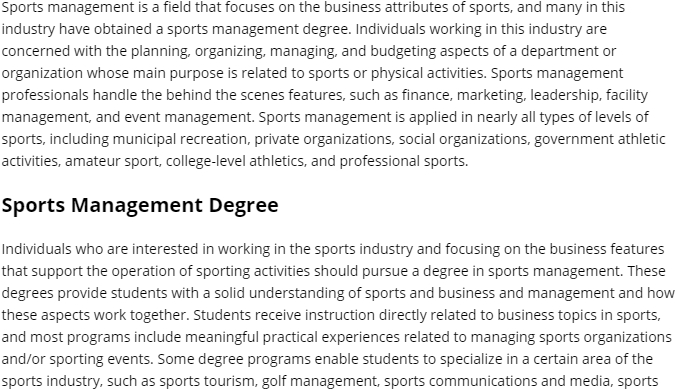 Sports management is a field that focuses on the business attributes of sports, and many in this
industry have obtained a sports management degree. Individuals working in this industry are
concerned with the planning, organizing, managing, and budgeting aspects of a department or
organization whose main purpose is related to sports or physical activities. Sports management
professionals handle the behind the scenes features, such as finance, marketing, leadership, facility
management, and event management. Sports management is applied in nearly all types of levels of
sports, including municipal recreation, private organizations, social organizations, government athletic
activities, amateur sport, college-level athletics, and professional sports.
Sports Management Degree
Individuals who are interested in working in the sports industry and focusing on the business features
that support the operation of sporting activities should pursue a degree in sports management. These
degrees provide students with a solid understanding of sports and business and management and how
these aspects work together. Students receive instruction directly related to business topics in sports,
and most programs include meaningful practical experiences related to managing sports organizations
and/or sporting events. Some degree programs enable students to specialize in a certain area of the
sports industry, such as sports tourism, golf management, sports communications and media, sports